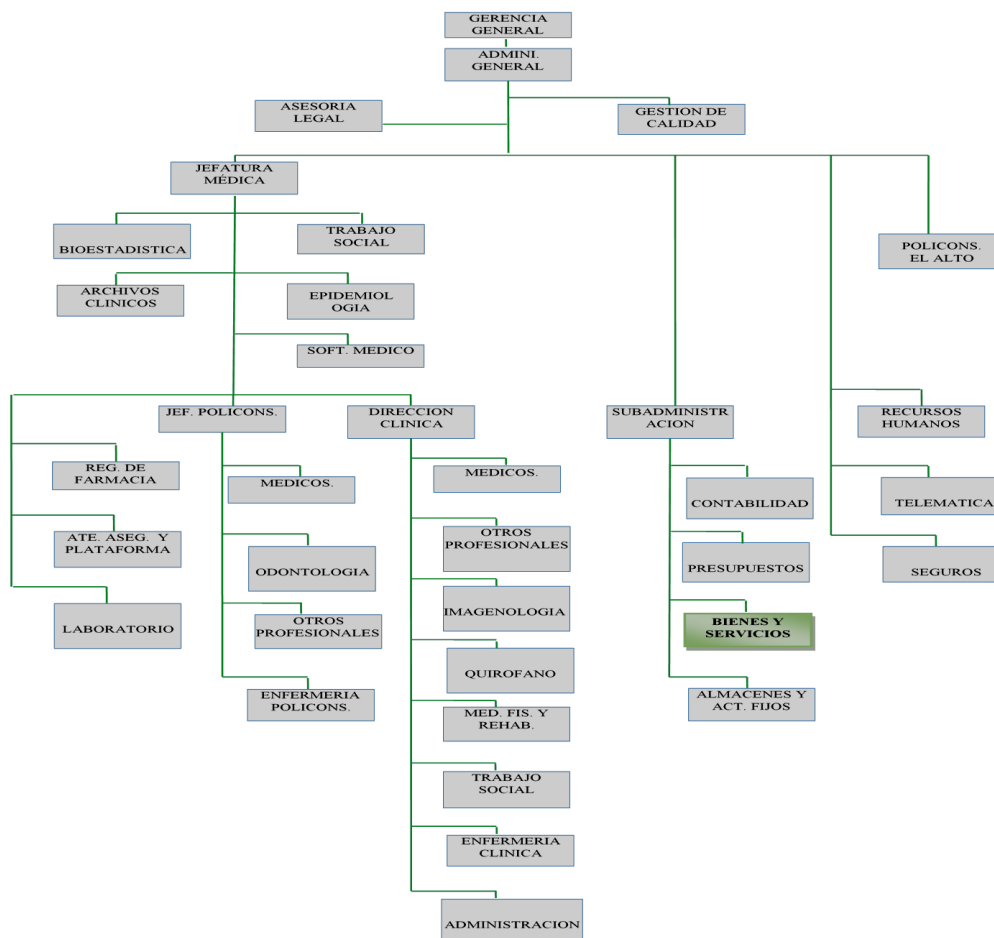 GERENCIA
GENERAL
ADMINI.
GENERAL
ASESORIA
LEGAL
GESTION DE
CALIDAD
JEFATURA
MÉDICA
BIOESTADISTICA
TRABAJO
SOCIAL
POLICONS.
EL ALTO
ARCHIVOS
CLINICOS
EPIDEMIOL
OGIA
SOFT. MEDICO
JEF. POLICONS.
DIRECCION
CLINICA
SUBADMINISTR
ACION
RECURSOS
HUMANOS
REG. DE
FARMACIA
MEDICOS.
MEDICOS.
CONTABILIDAD
TELEMATICA
ATE. ASEG. Y
PLATAFORMA
ODONTOLOGIA
OTROS
PROFESIONALES
PRESUPUESTOS
SEGUROS
LABORATORIO
OTROS
PROFESIONALES
IMAGENOLOGIA
BIENES Y
SERVICIOS
ENFERMERIA
POLICONS.
QUIROFANO
ALMACENES Y
ACT. FIJOS
MED. FIS. Y
REHAB.
TRABAJO
SOCIAL
ENFERMERIA
CLINICA
ADMINISTRACION